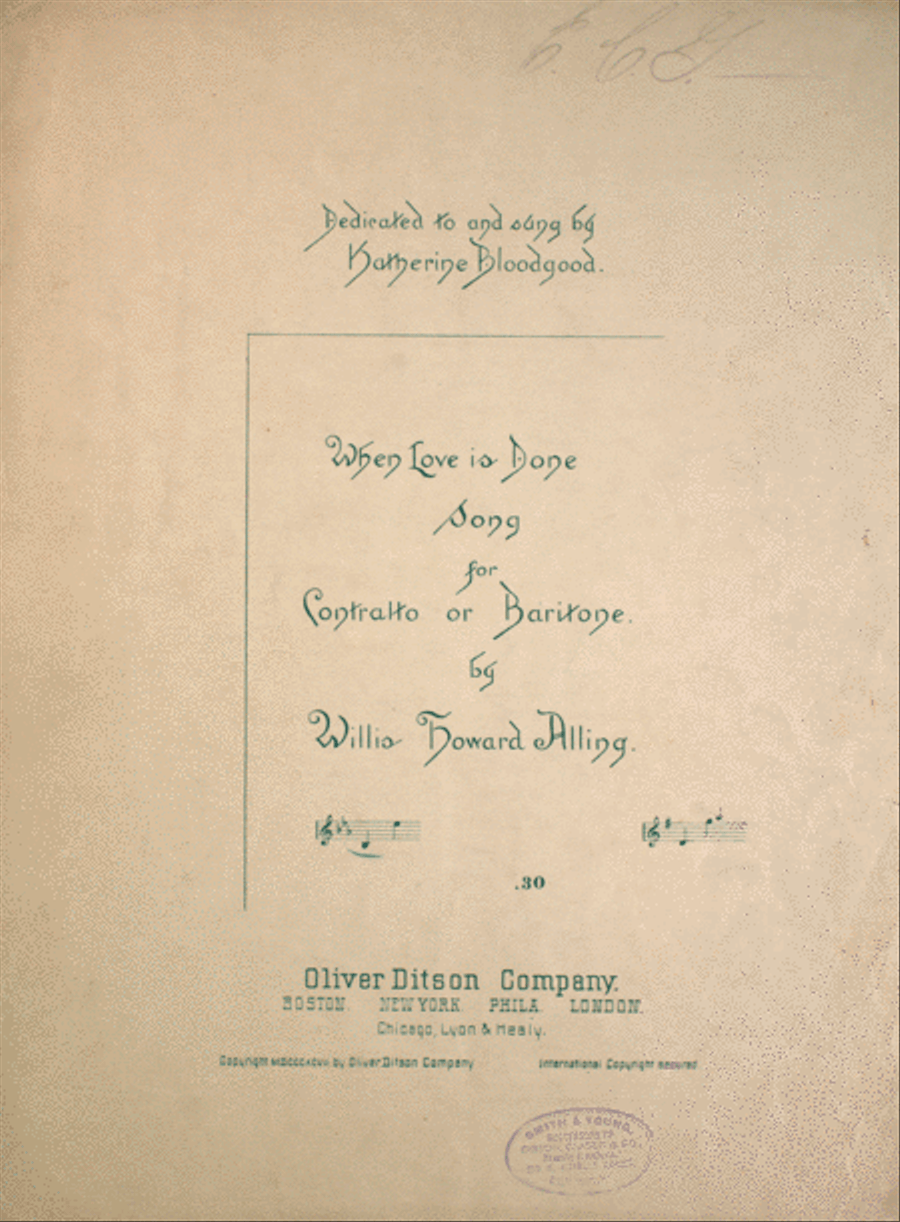 E. C. G.
Dedicated to and sung by
Katherine Bloodgood.
When Love is Done
Song
for
Contralto or Baritone.
by
Willis Howard Alling.
.30
Oliver Ditson Company.
BOSTON. NEW YORK. PHILA. LONDON.
Chicago, Lyon & Healy.
Copyright MDCCCXCVII by Oliver Ditson Company International Copyright secured
SMITH & YOUNG,